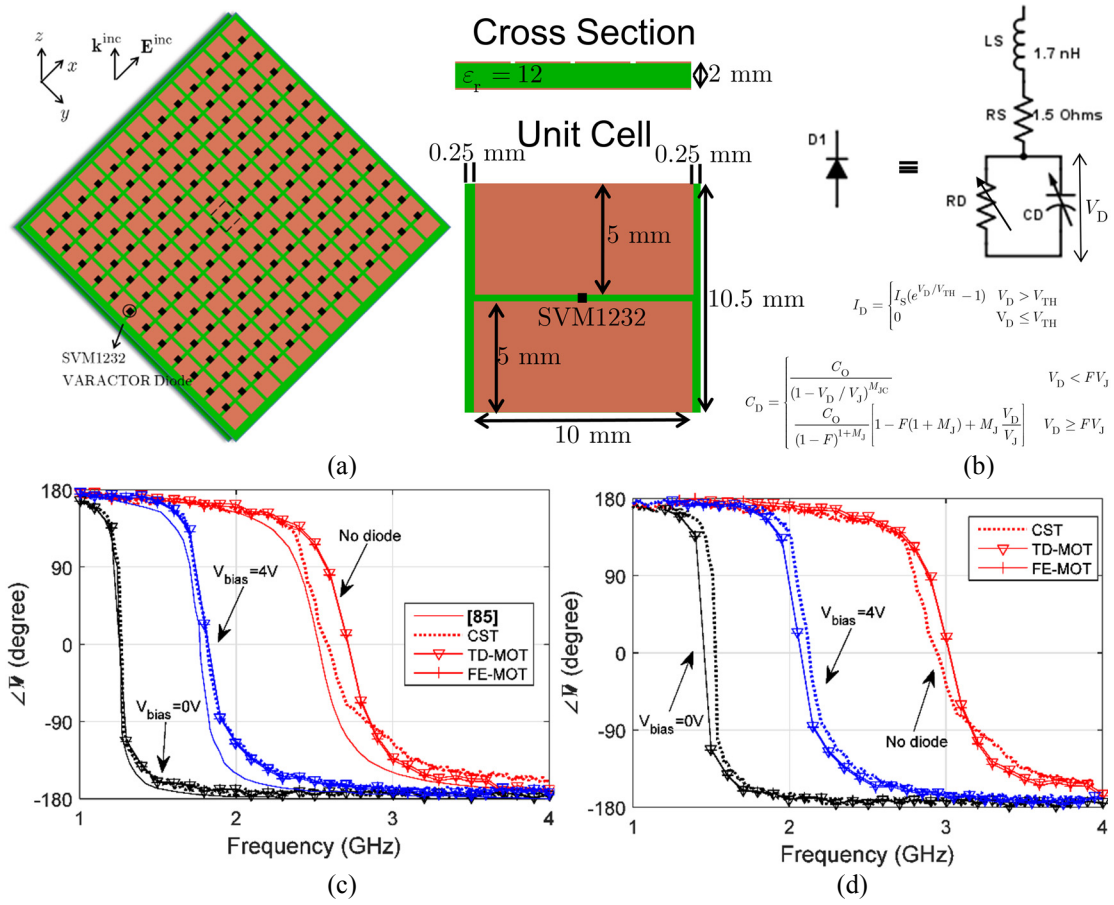 z
x
y
k^inc
E^inc
SVM1232
VARACTOR Diode
Cross Section
ε_r = 12
2 mm
Unit Cell
0.25 mm
0.25 mm
5 mm
10.5 mm
SVM1232
5 mm
10 mm
(a)
LS
1.7 nH
RS
1.5 Ohms
D1
≡
RD
CD
V_D
I_D = { I_S(e^{V_D/V_TH} − 1) V_D > V_TH
0 V_D ≤ V_TH
C_D = { C_O / (1 − V_D / V_J)^{M_JC} V_D < FV_J
C_O / (1 − F)^{1+M_J} [1 − F(1 + M_J) + M_J V_D/V_J] V_D ≥ FV_J
(b)
180
90
0
-90
-180
1
2
3
4
(degree)
Frequency (GHz)
No diode
V_bias=4V
V_bias=0V
[85]
CST
TD-MOT
FE-MOT
(c)
180
90
0
-90
-180
1
2
3
4
(degree)
Frequency (GHz)
CST
TD-MOT
FE-MOT
V_bias=4V
V_bias=0V
No diode
(d)